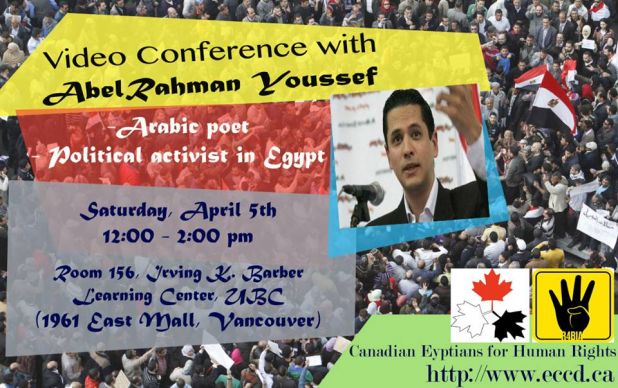 Video Conference with
AbelRahman Youssef
-Arabic poet
- Political activist in Egypt
Saturday, April 5th
12:00 - 2:00 pm
Room 156, Irving K. Barber
Learning Center, UBC
(1961 East Mall, Vancouver)
R4BIA
Canadian Eyptians for Human Rights
http://www.eccd.ca